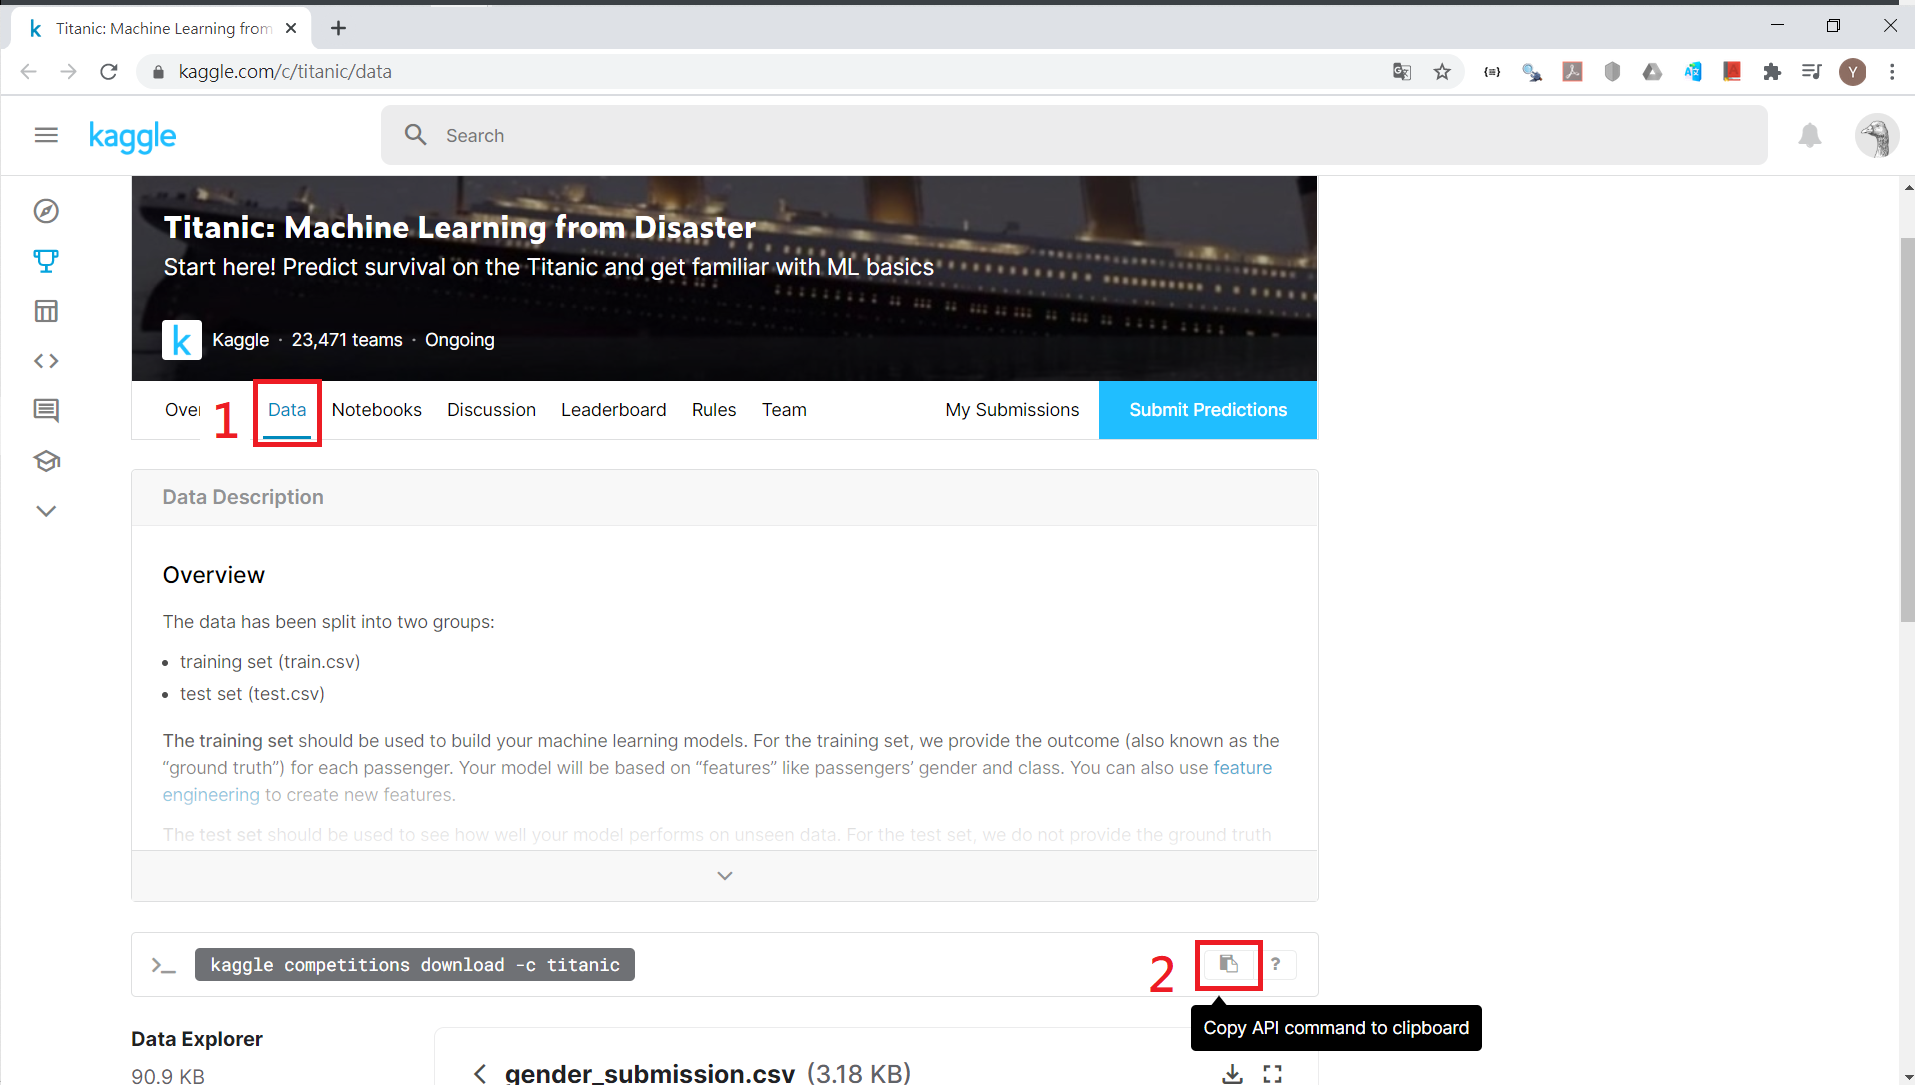 Titanic: Machine Learning from
kaggle.com/c/titanic/data
Y
kaggle
Search
Titanic: Machine Learning from Disaster
Start here! Predict survival on the Titanic and get familiar with ML basics
k
Kaggle · 23,471 teams · Ongoing
Over 1 Data Notebooks Discussion Leaderboard Rules Team My Submissions Submit Predictions
Data Description
Overview
The data has been split into two groups:
• training set (train.csv)
• test set (test.csv)
The training set should be used to build your machine learning models. For the training set, we provide the outcome (also known as the
“ground truth”) for each passenger. Your model will be based on “features” like passengers’ gender and class. You can also use feature
engineering to create new features.
The test set should be used to see how well your model performs on unseen data. For the test set, we do not provide the ground truth
>_ kaggle competitions download -c titanic 2 ?
Copy API command to clipboard
Data Explorer
90.9 KB
gender_submission.csv (3.18 KB)